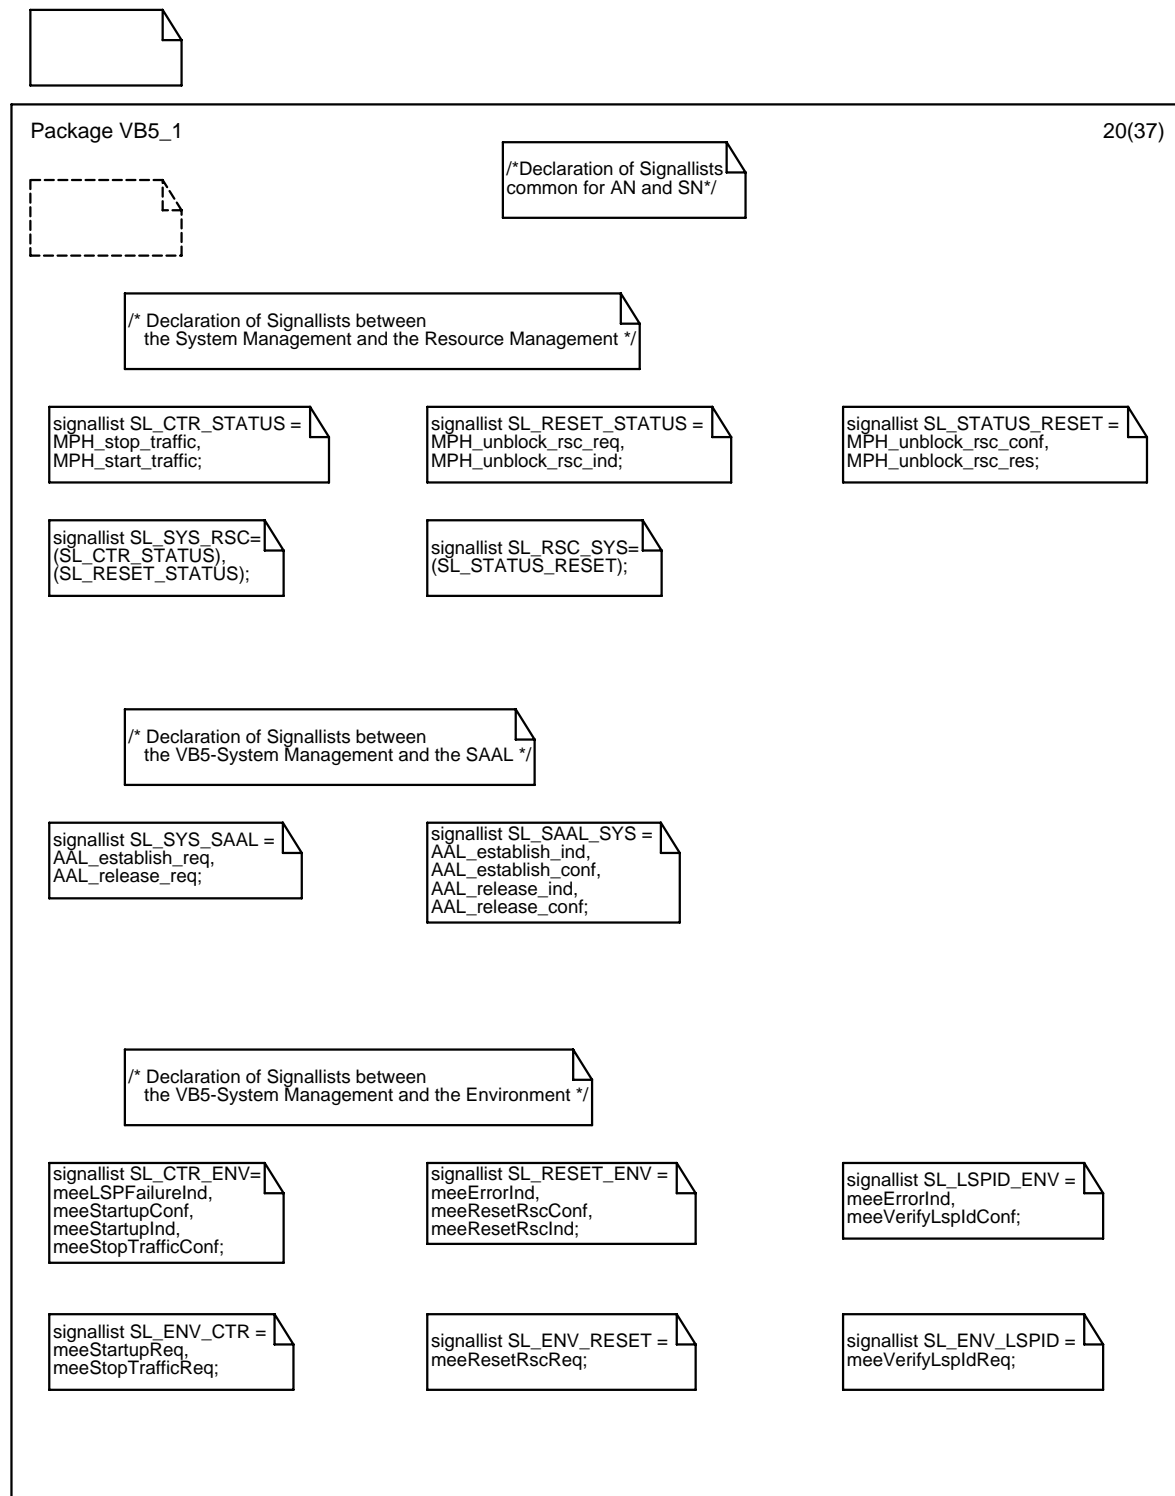 Package VB5_1
20(37)
/*Declaration of Signallists
common for AN and SN*/
/* Declaration of Signallists between
the System Management and the Resource Management */
signallist SL_CTR_STATUS =
MPH_stop_traffic,
MPH_start_traffic;
signallist SL_RESET_STATUS =
MPH_unblock_rsc_req,
MPH_unblock_rsc_ind;
signallist SL_STATUS_RESET =
MPH_unblock_rsc_conf,
MPH_unblock_rsc_res;
signallist SL_SYS_RSC=
(SL_CTR_STATUS),
(SL_RESET_STATUS);
signallist SL_RSC_SYS=
(SL_STATUS_RESET);
/* Declaration of Signallists between
the VB5-System Management and the SAAL */
signallist SL_SYS_SAAL =
AAL_establish_req,
AAL_release_req;
signallist SL_SAAL_SYS =
AAL_establish_ind,
AAL_establish_conf,
AAL_release_ind,
AAL_release_conf;
/* Declaration of Signallists between
the VB5-System Management and the Environment */
signallist SL_CTR_ENV=
meeLSPFailureInd,
meeStartupConf,
meeStartupInd,
meeStopTrafficConf;
signallist SL_RESET_ENV =
meeErrorInd,
meeResetRscConf,
meeResetRscInd;
signallist SL_LSPID_ENV =
meeErrorInd,
meeVerifyLspIdConf;
signallist SL_ENV_CTR =
meeStartupReq,
meeStopTrafficReq;
signallist SL_ENV_RESET =
meeResetRscReq;
signallist SL_ENV_LSPID =
meeVerifyLspIdReq;